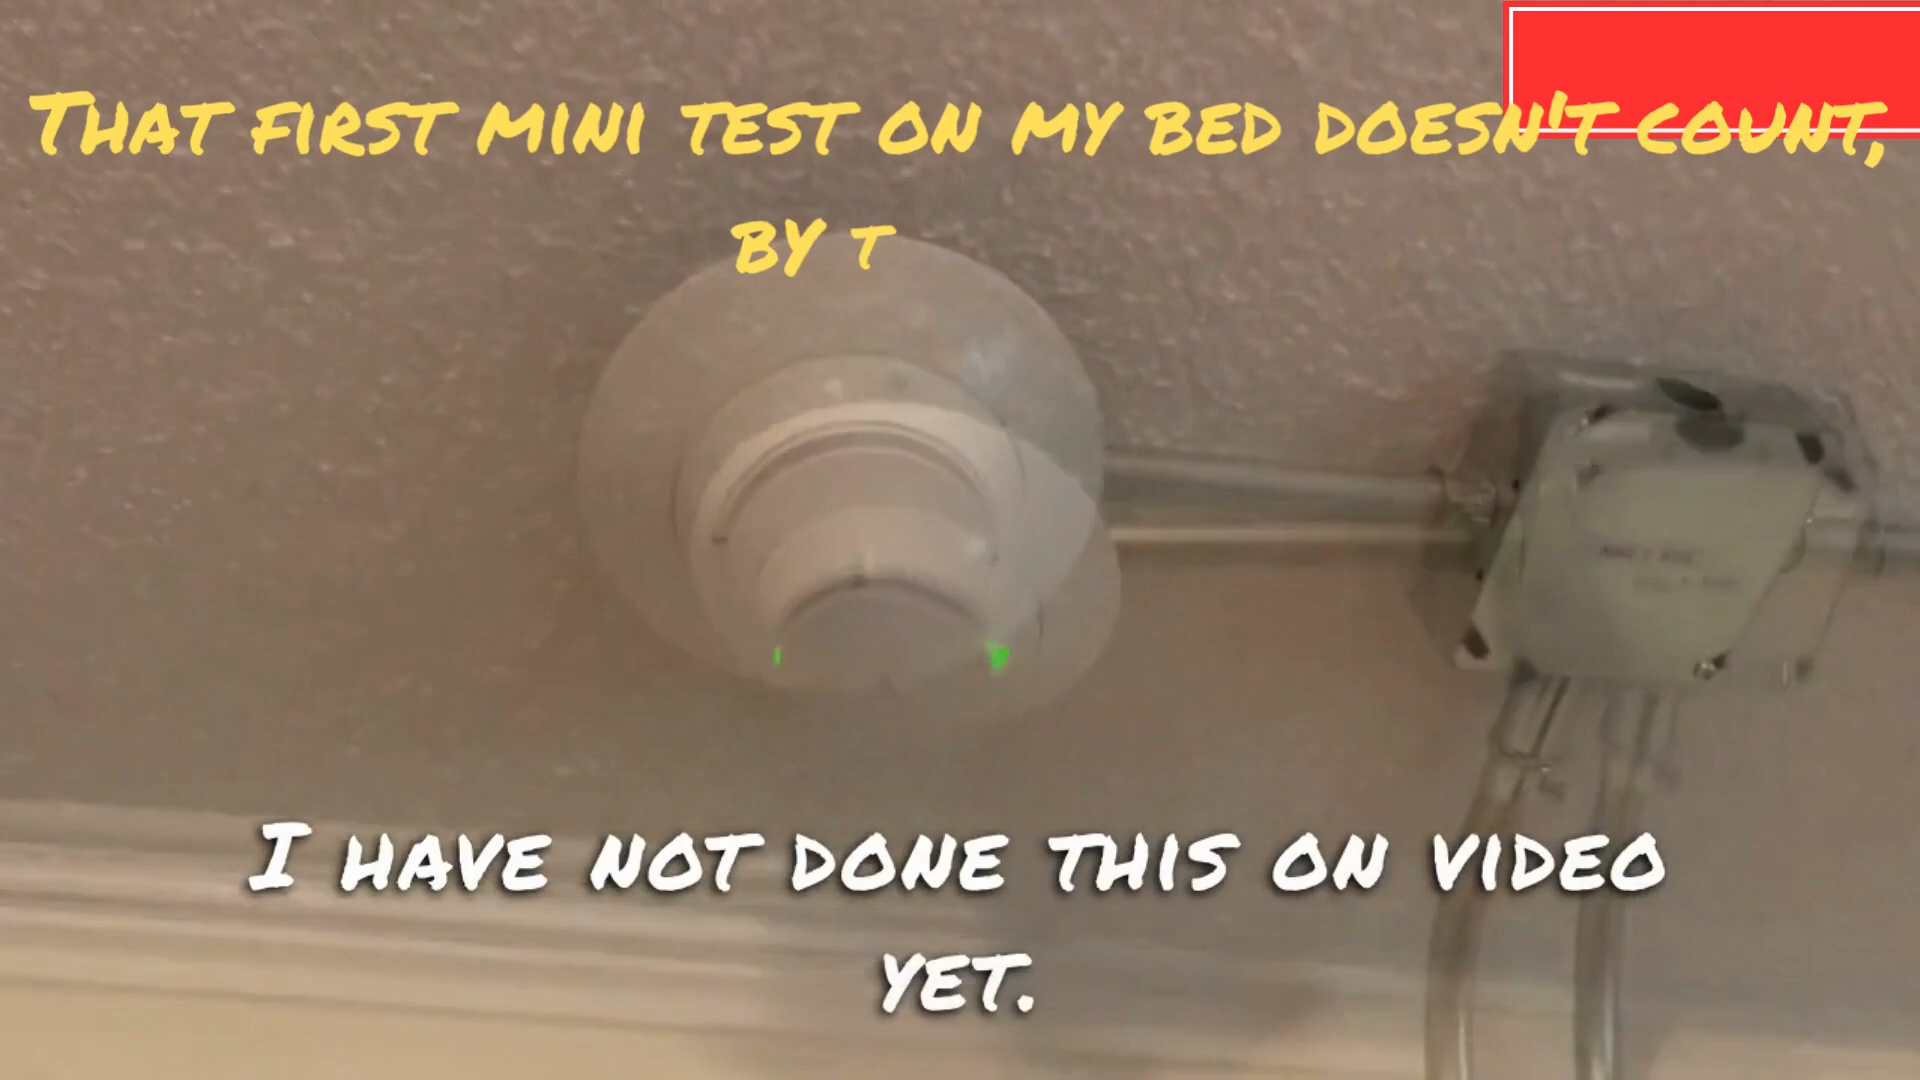 That first mini test on my bed doesn't count,
by t
I have not done this on video
yet.